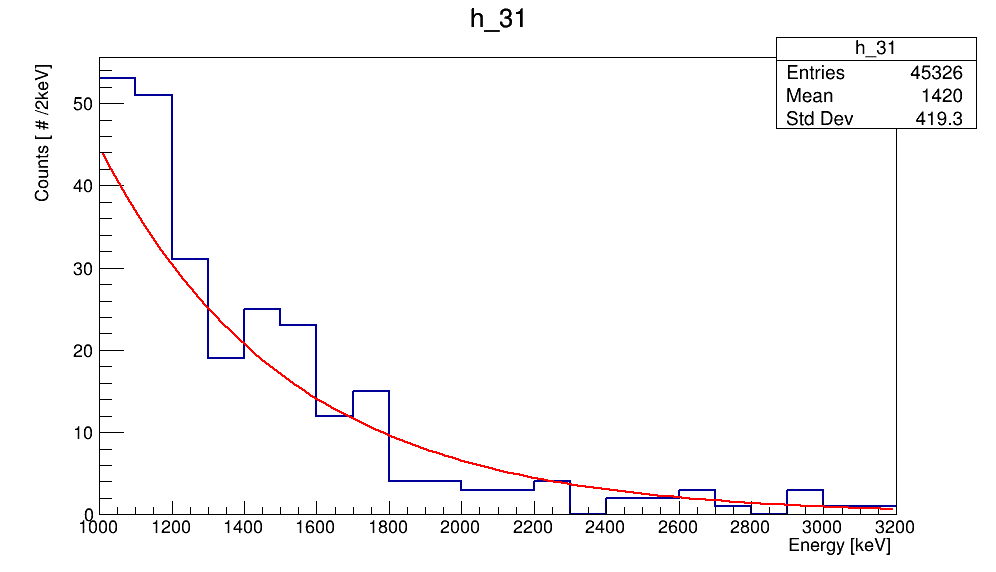 h_31
h_31
Entries 45326
Mean 1420
Std Dev 419.3
Counts [ # /2keV]
50
40
30
20
10
0
1000 1200 1400 1600 1800 2000 2200 2400 2600 2800 3000 3200
Energy [keV]